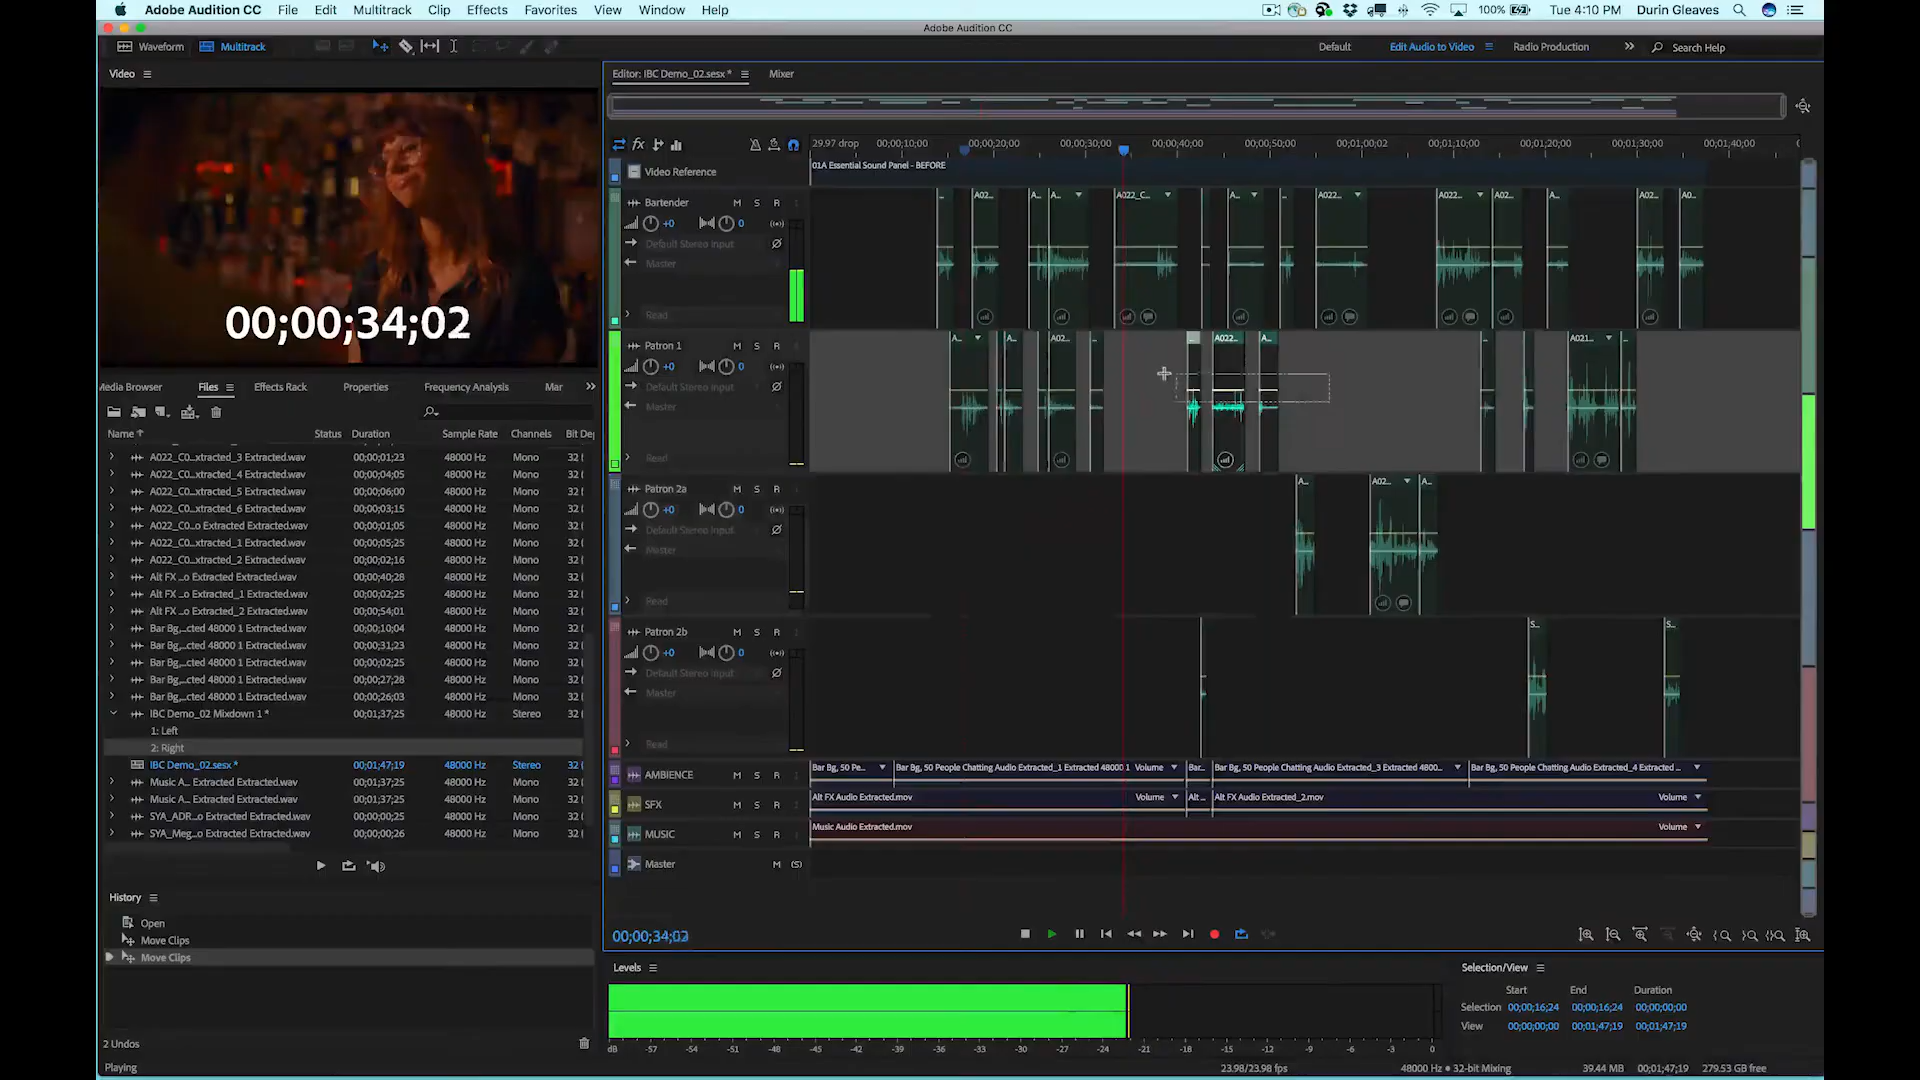 Adobe Audition CC File Edit Multitrack Clip Effects Favorites View Window Help 100% Tue 4:10 PM Durin Gleaves
Adobe Audition CC
Waveform Multitrack Default Edit Audio to Video Radio Production Search Help
Video
00;00;34;02
Media Browser Files Effects Rack Properties Frequency Analysis Mar
Name Status Duration Sample Rate Channels Bit De
A022_C0...xtracted_3 Extracted.wav 00;00;01;23 48000 Hz Mono 32 (
A022_C0...xtracted_4 Extracted.wav 00;00;05;00 48000 Hz Mono 32 (
A022_C0...xtracted_5 Extracted.wav 00;00;06;00 48000 Hz Mono 32 (
A022_C0...xtracted_6 Extracted.wav 00;00;03;15 48000 Hz Mono 32 (
A022_C0...o Extracted Extracted.wav 00;00;01;05 48000 Hz Mono 32 (
A022_C0...xtracted_1 Extracted.wav 00;00;05;25 48000 Hz Mono 32 (
A022_C0...xtracted_2 Extracted.wav 00;00;02;16 48000 Hz Mono 32 (
Alt FX ...o Extracted Extracted.wav 00;00;40;28 48000 Hz Mono 32 (
Alt FX ...o Extracted_1 Extracted.wav 00;00;02;25 48000 Hz Mono 32 (
Alt FX ...o Extracted_2 Extracted.wav 00;00;54;01 48000 Hz Mono 32 (
Bar Bg,...cted 48000 1 Extracted.wav 00;00;10;04 48000 Hz Mono 32 (
Bar Bg,...cted 48000 1 Extracted.wav 00;00;31;23 48000 Hz Mono 32 (
Bar Bg,...cted 48000 1 Extracted.wav 00;00;02;25 48000 Hz Mono 32 (
Bar Bg,...cted 48000 1 Extracted.wav 00;00;27;28 48000 Hz Mono 32 (
Bar Bg,...cted 48000 1 Extracted.wav 00;00;26;03 48000 Hz Mono 32 (
IBC Demo_02 Mixdown 1 * 00;01;37;25 48000 Hz Stereo 32 (
1: Left
2: Right
IBC Demo_02.sesx * 00;01;47;19 48000 Hz Stereo 32 (
Music A... Extracted Extracted.wav 00;01;37;25 48000 Hz Mono 32 (
Music A... Extracted Extracted.wav 00;01;37;25 48000 Hz Mono 32 (
SYA_ADR...o Extracted Extracted.wav 00;00;00;25 48000 Hz Mono 32 (
SYA_Meg...o Extracted Extracted.wav 00;00;00;26 48000 Hz Mono 32 (
History
Open
Move Clips
Move Clips
2 Undos
Playing
Editor: IBC Demo_02.sesx * Mixer
fx 29.97 drop 00;00;10;00 00;00;20;00 00;00;30;00 00;00;40;00 00;00;50;00 00;01;00;02 00;01;10;00 00;01;20;00 00;01;30;00 00;01;40;00
Video Reference 01A Essential Sound Panel - BEFORE
Bartender M S R ... A02... A... A... A022_C... A... A022... A022... A02... A... A02... A0...
+0 0
Default Stereo Input
Master
Read
Patron 1 M S R A... A... A02... ... A022... A... A021...
+0 0
Default Stereo Input
Master
Read
Patron 2a M S R A... A02... A...
+0 0
Default Stereo Input
Master
Read
Patron 2b M S R S... S...
+0 0
Default Stereo Input
Master
Read
AMBIENCE M S R Bar Bg, 50 Pe... Bar Bg, 50 People Chatting Audio Extracted_1 Extracted 48000 1 Volume Bar... Bar Bg, 50 People Chatting Audio Extracted_3 Extracted 4800... Bar Bg, 50 People Chatting Audio Extracted_4 Extracted ...
SFX M S R Alt FX Audio Extracted.mov Volume Alt ... Alt FX Audio Extracted_2.mov Volume
MUSIC M S R Music Audio Extracted.mov Volume
Master M (S)
00;00;34;02
Levels
dB -57 -54 -51 -48 -45 -42 -39 -36 -33 -30 -27 -24 -21 -18 -15 -12 -9 -6 -3 0
Selection/View
Start End Duration
Selection 00;00;16;24 00;00;16;24 00;00;00;00
View 00;00;00;00 00;01;47;19 00;01;47;19
23.98/23.98 fps 48000 Hz • 32-bit Mixing 39.44 MB 00;01;47;19 279.53 GB free